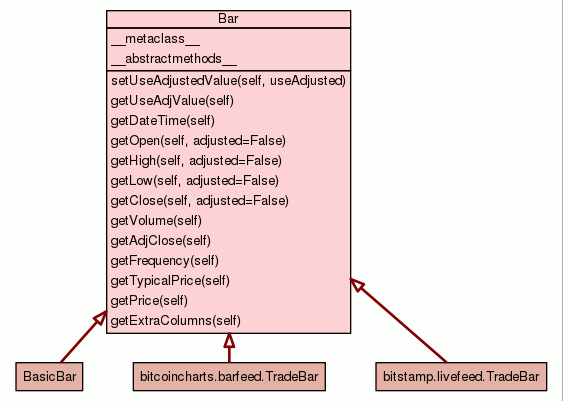 Bar
__metaclass__
__abstractmethods__
setUseAdjustedValue(self, useAdjusted)
getUseAdjValue(self)
getDateTime(self)
getOpen(self, adjusted=False)
getHigh(self, adjusted=False)
getLow(self, adjusted=False)
getClose(self, adjusted=False)
getVolume(self)
getAdjClose(self)
getFrequency(self)
getTypicalPrice(self)
getPrice(self)
getExtraColumns(self)
BasicBar
bitcoincharts.barfeed.TradeBar
bitstamp.livefeed.TradeBar